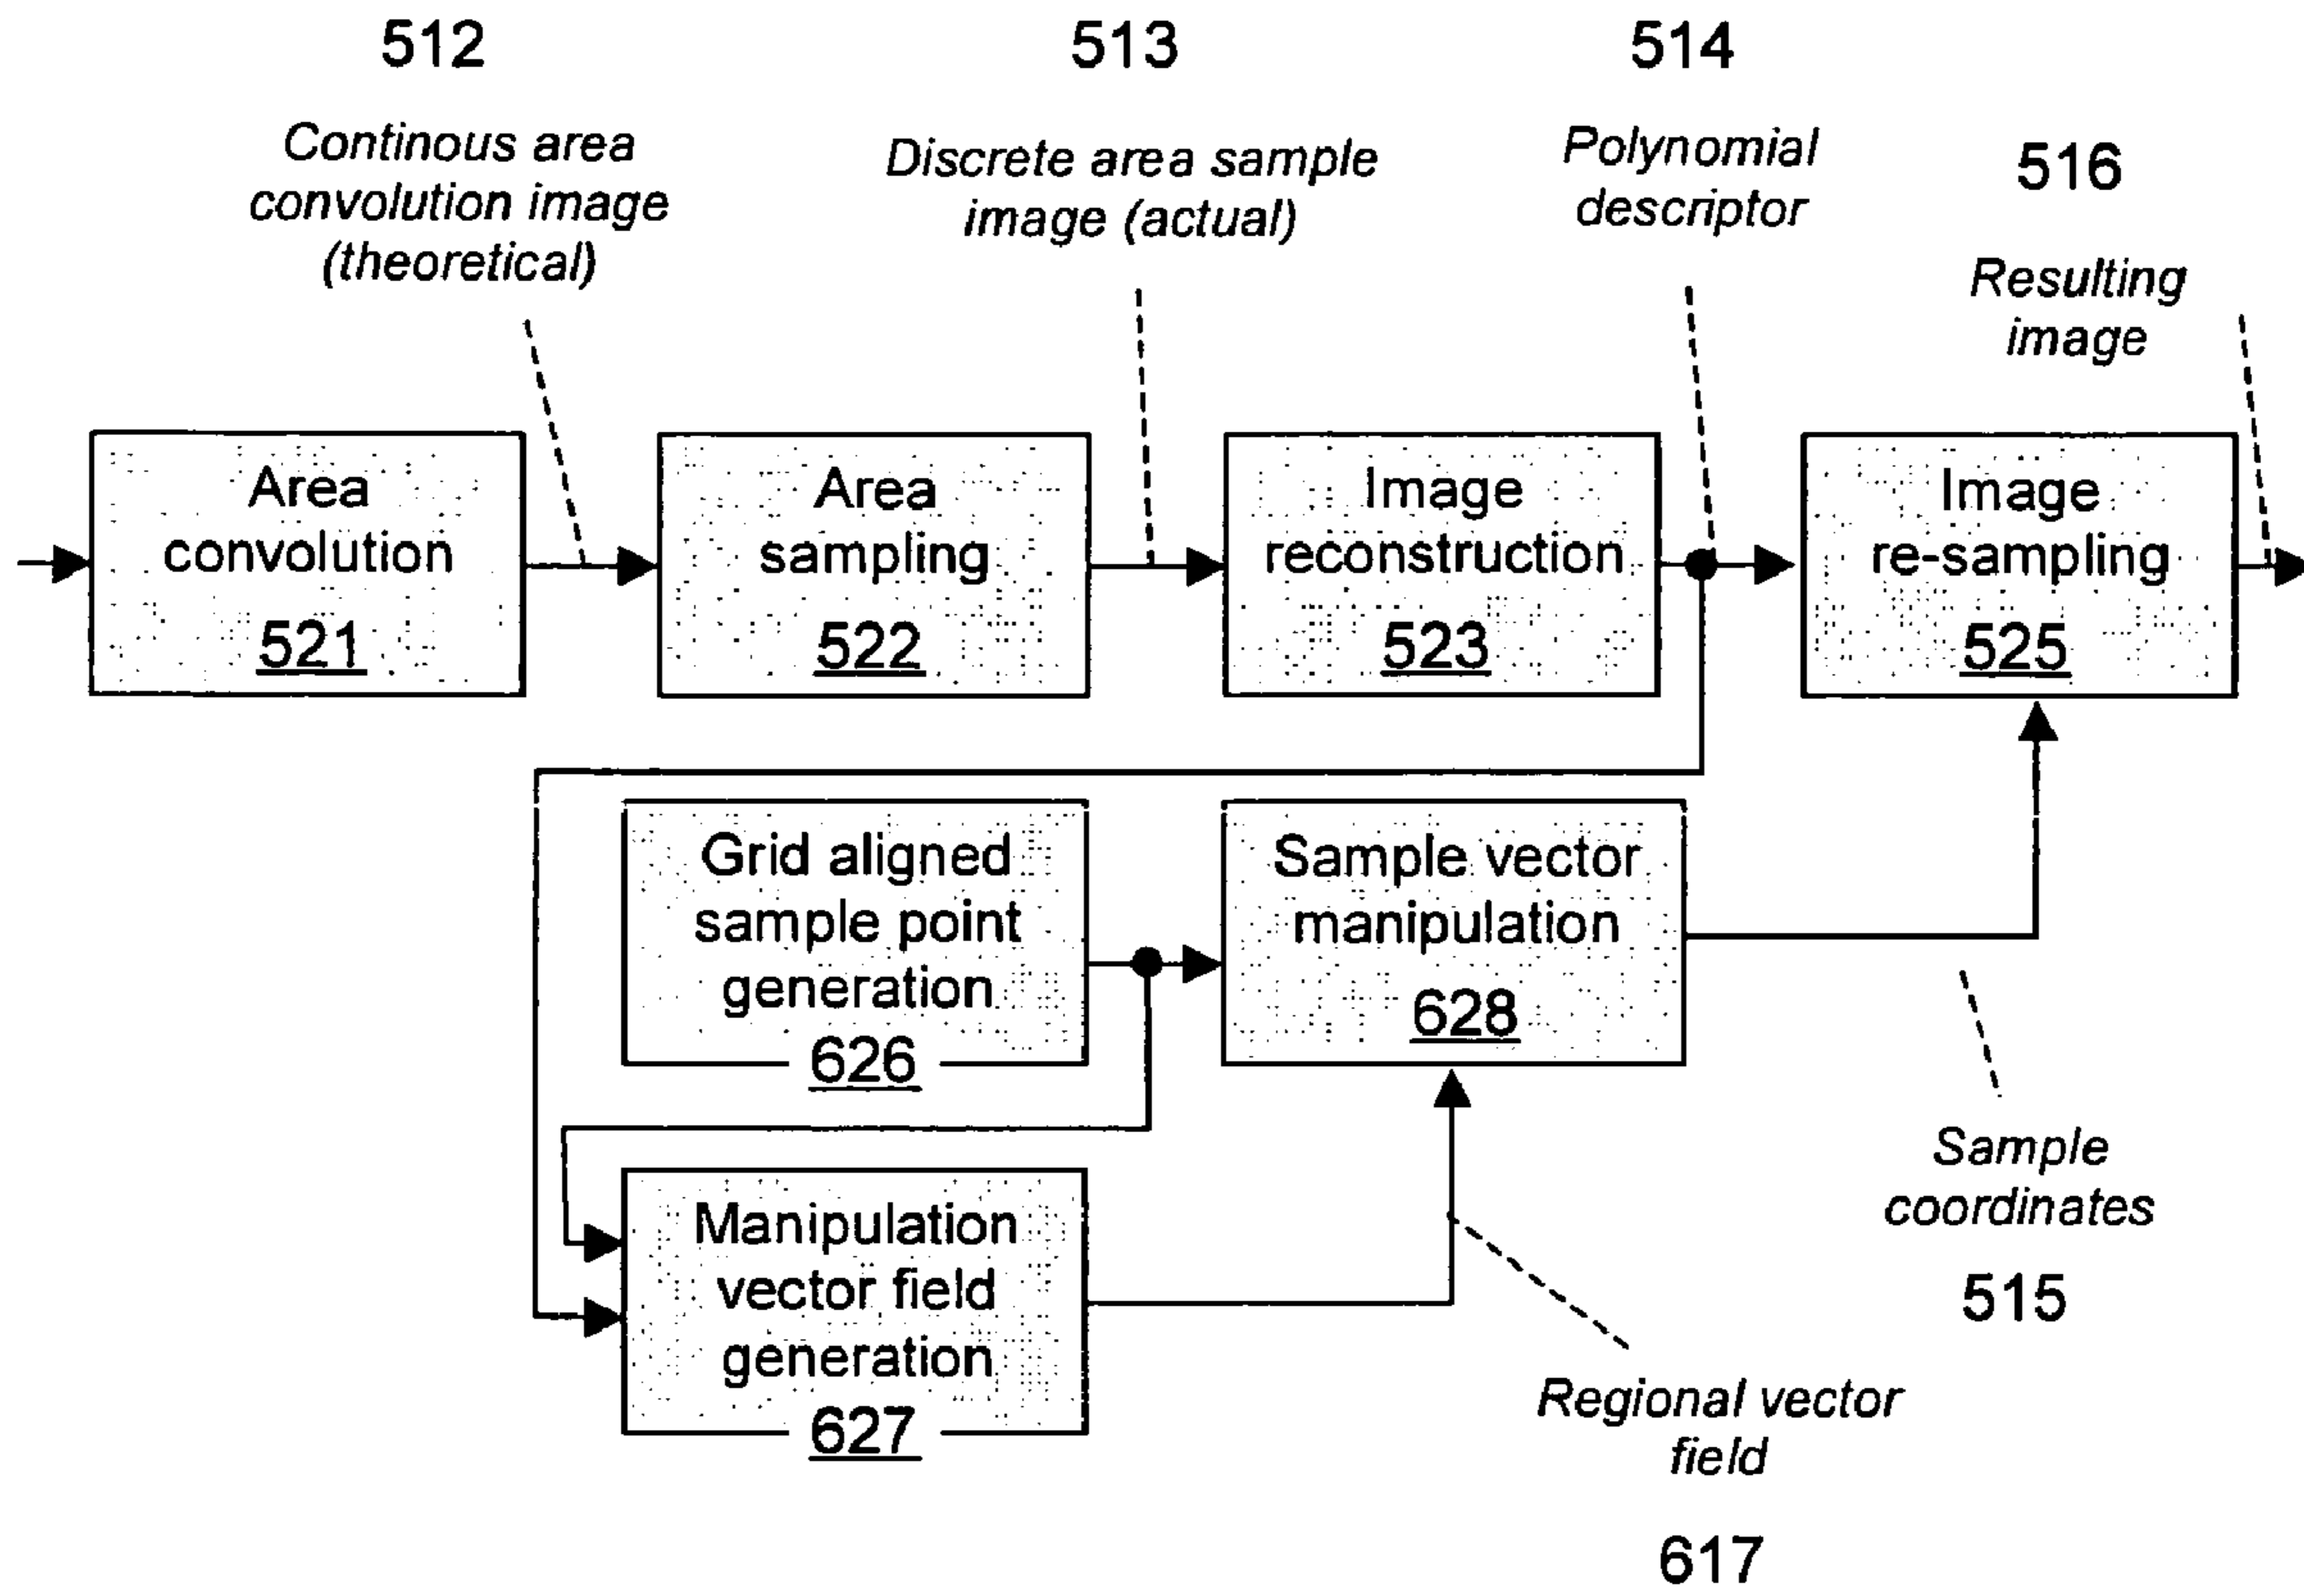 512
Continous area
convolution image
(theoretical)
513
Discrete area sample
image (actual)
514
Polynomial
descriptor
516
Resulting
image
Area
convolution
521
Area
sampling
522
Image
reconstruction
523
Image
re-sampling
525
Grid aligned
sample point
generation
626
Sample vector
manipulation
628
Manipulation
vector field
generation
627
Sample
coordinates
515
Regional vector
field
617